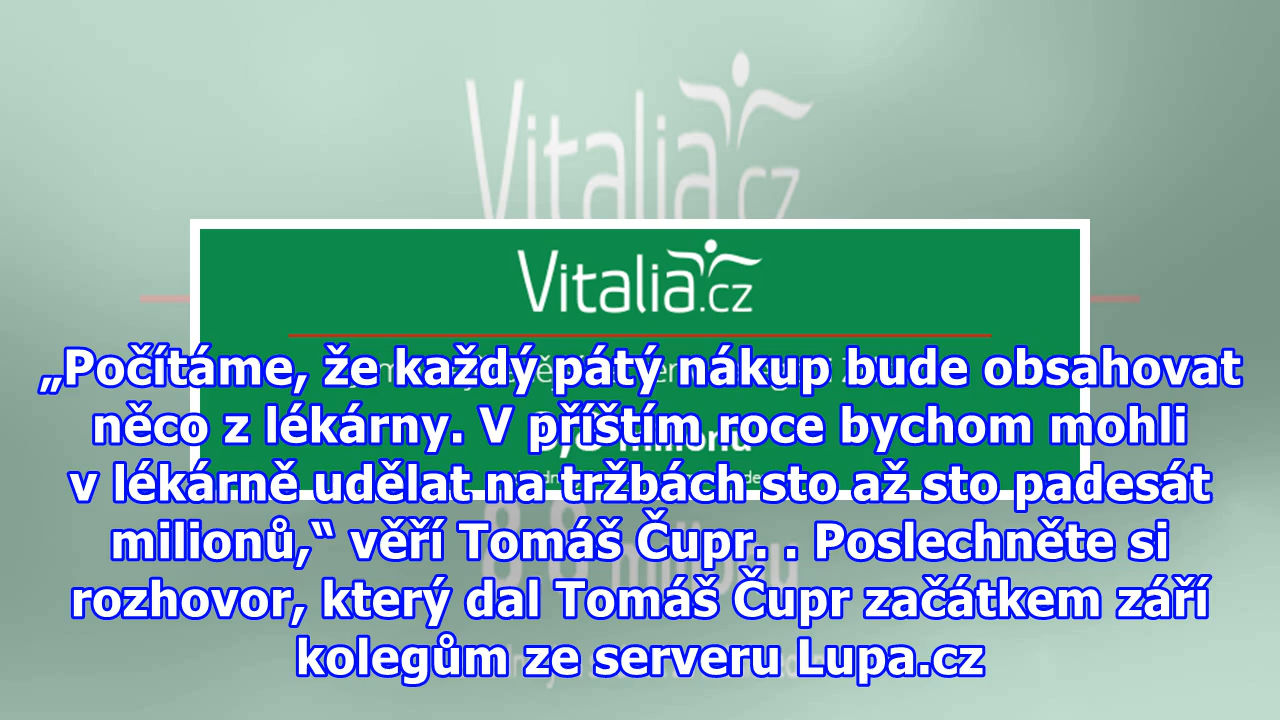 Vitalia.cz
Vitalia.cz
„Počítáme, že každý pátý nákup bude obsahovat
něco z lékárny. V příštím roce bychom mohli
v lékárně udělat na tržbách sto až sto padesát
milionů,“ věří Tomáš Čupr. . Poslechněte si
rozhovor, který dal Tomáš Čupr začátkem září
kolegům ze serveru Lupa.cz